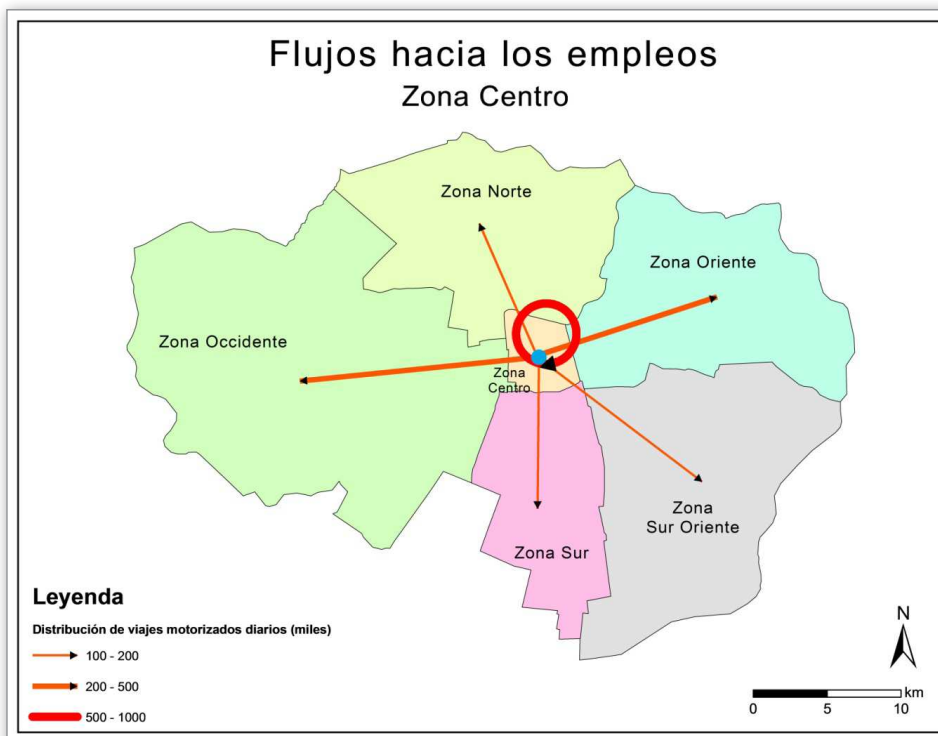 Flujos hacia los empleos
Zona Centro
Zona Norte
Zona Oriente
Zona Occidente
Zona
Centro
Zona
Sur Oriente
Zona Sur
Leyenda
Distribución de viajes motorizados diarios (miles)
100 - 200
200 - 500
500 - 1000
N
km
0 5 10